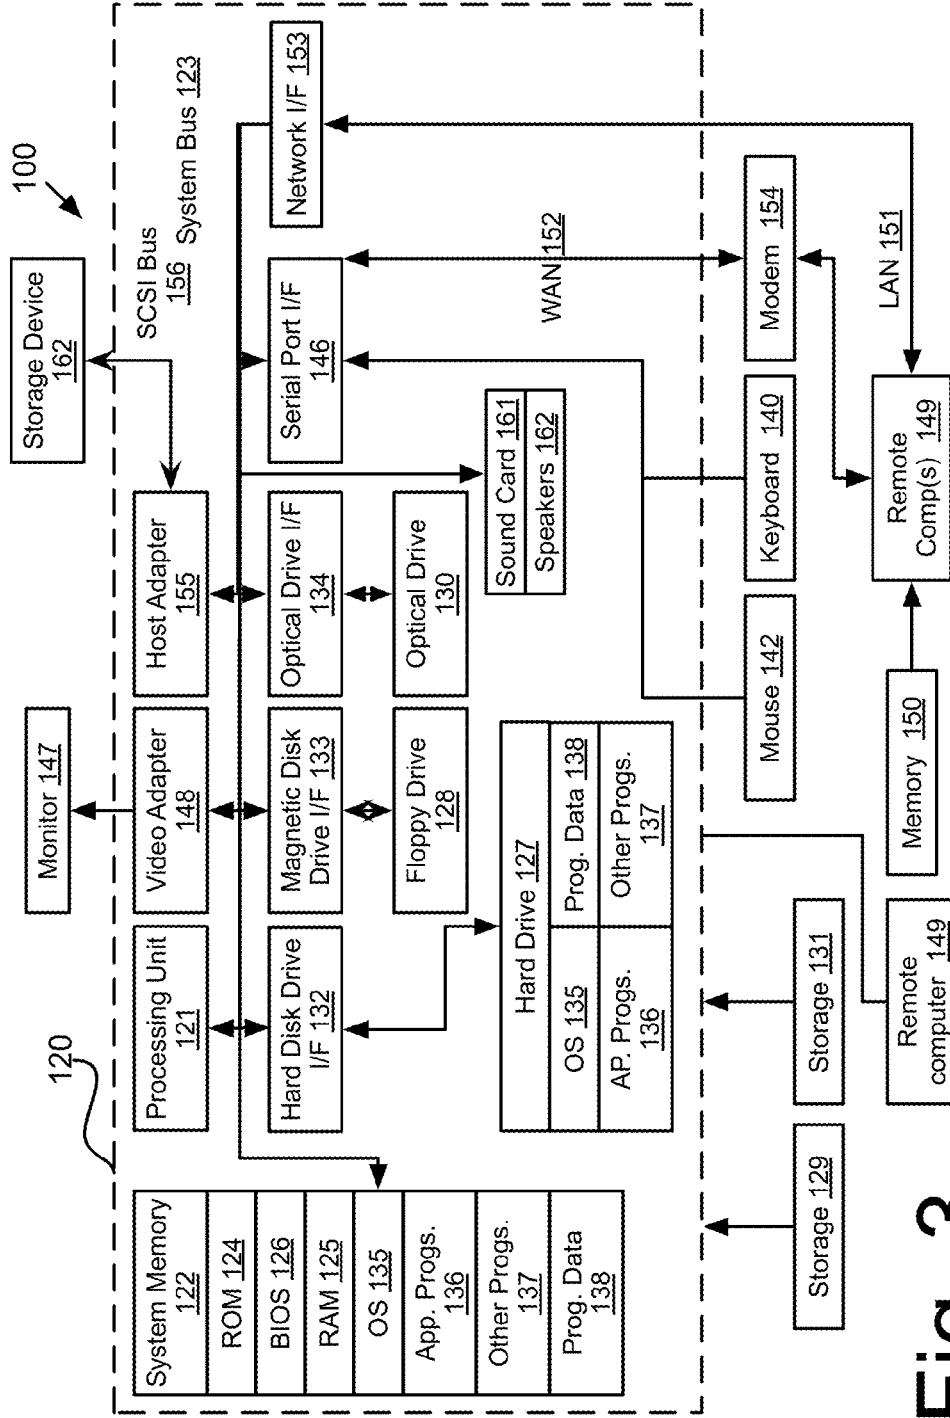 100
120
Monitor 147
Storage Device
162
SCSI Bus
156
System Bus 123
System Memory
122
ROM 124
BIOS 126
RAM 125
OS 135
App. Progs.
136
Other Progs.
137
Prog. Data
138
Processing Unit
121
Video Adapter
148
Host Adapter
155
Hard Disk Drive
I/F 132
Magnetic Disk
Drive I/F 133
Optical Drive I/F
134
Serial Port I/F
146
Network I/F 153
Floppy Drive
128
Optical Drive
130
Sound Card 161
Speakers 162
Hard Drive 127
OS 135
Prog. Data 138
AP. Progs.
136
Other Progs.
137
WAN 152
Storage 129
Storage 131
Mouse 142
Keyboard 140
Modem 154
Remote
computer 149
Memory 150
Remote
Comp(s) 149
LAN 151
Fig. 3